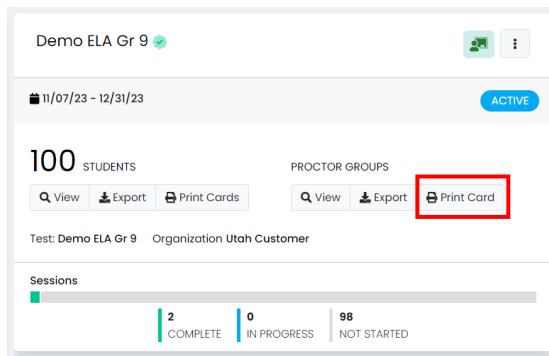 Demo ELA Gr 9
11/07/23 - 12/31/23
ACTIVE
100 STUDENTS
PROCTOR GROUPS
View Export Print Cards
View Export Print Card
Test: Demo ELA Gr 9 Organization Utah Customer
Sessions
2
COMPLETE
0
IN PROGRESS
98
NOT STARTED